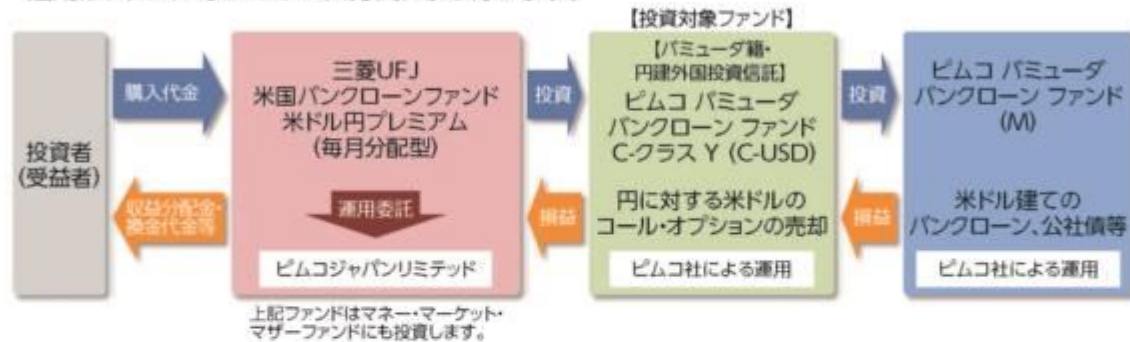 【投資対象ファンド】
投資者
(受益者)
購入代金
収益分配金・
換金代金等
三菱UFJ
米国バンクローンファンド
米ドル円プレミアム
(毎月分配型)
運用委託
ピムコジャパンリミテッド
上記ファンドはマネー・マーケット・
マザーファンドにも投資します。
投資
損益
【バミューダ籍・
円建外国投資信託】
ピムコ バミューダ
バンクローン ファンド
C-クラス Y (C-USD)
円に対する米ドルの
コール・オプションの売却
ピムコ社による運用
投資
損益
ピムコ バミューダ
バンクローン ファンド
(M)
米ドル建ての
バンクローン、公社債等
ピムコ社による運用